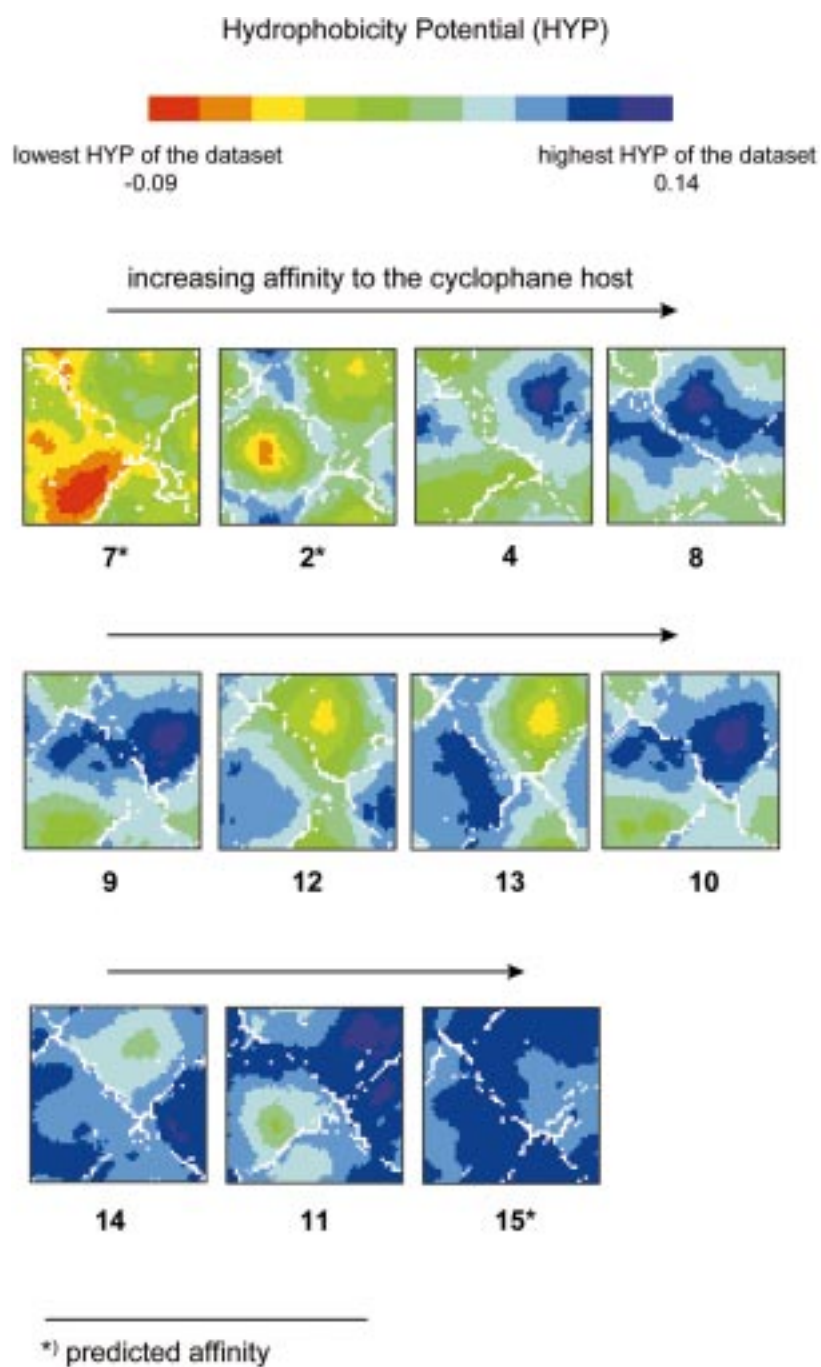 Hydrophobicity Potential (HYP)
lowest HYP of the dataset
-0.09
highest HYP of the dataset
0.14
increasing affinity to the cyclophane host
7* 2* 4 8
9 12 13 10
14 11 15*
*) predicted affinity